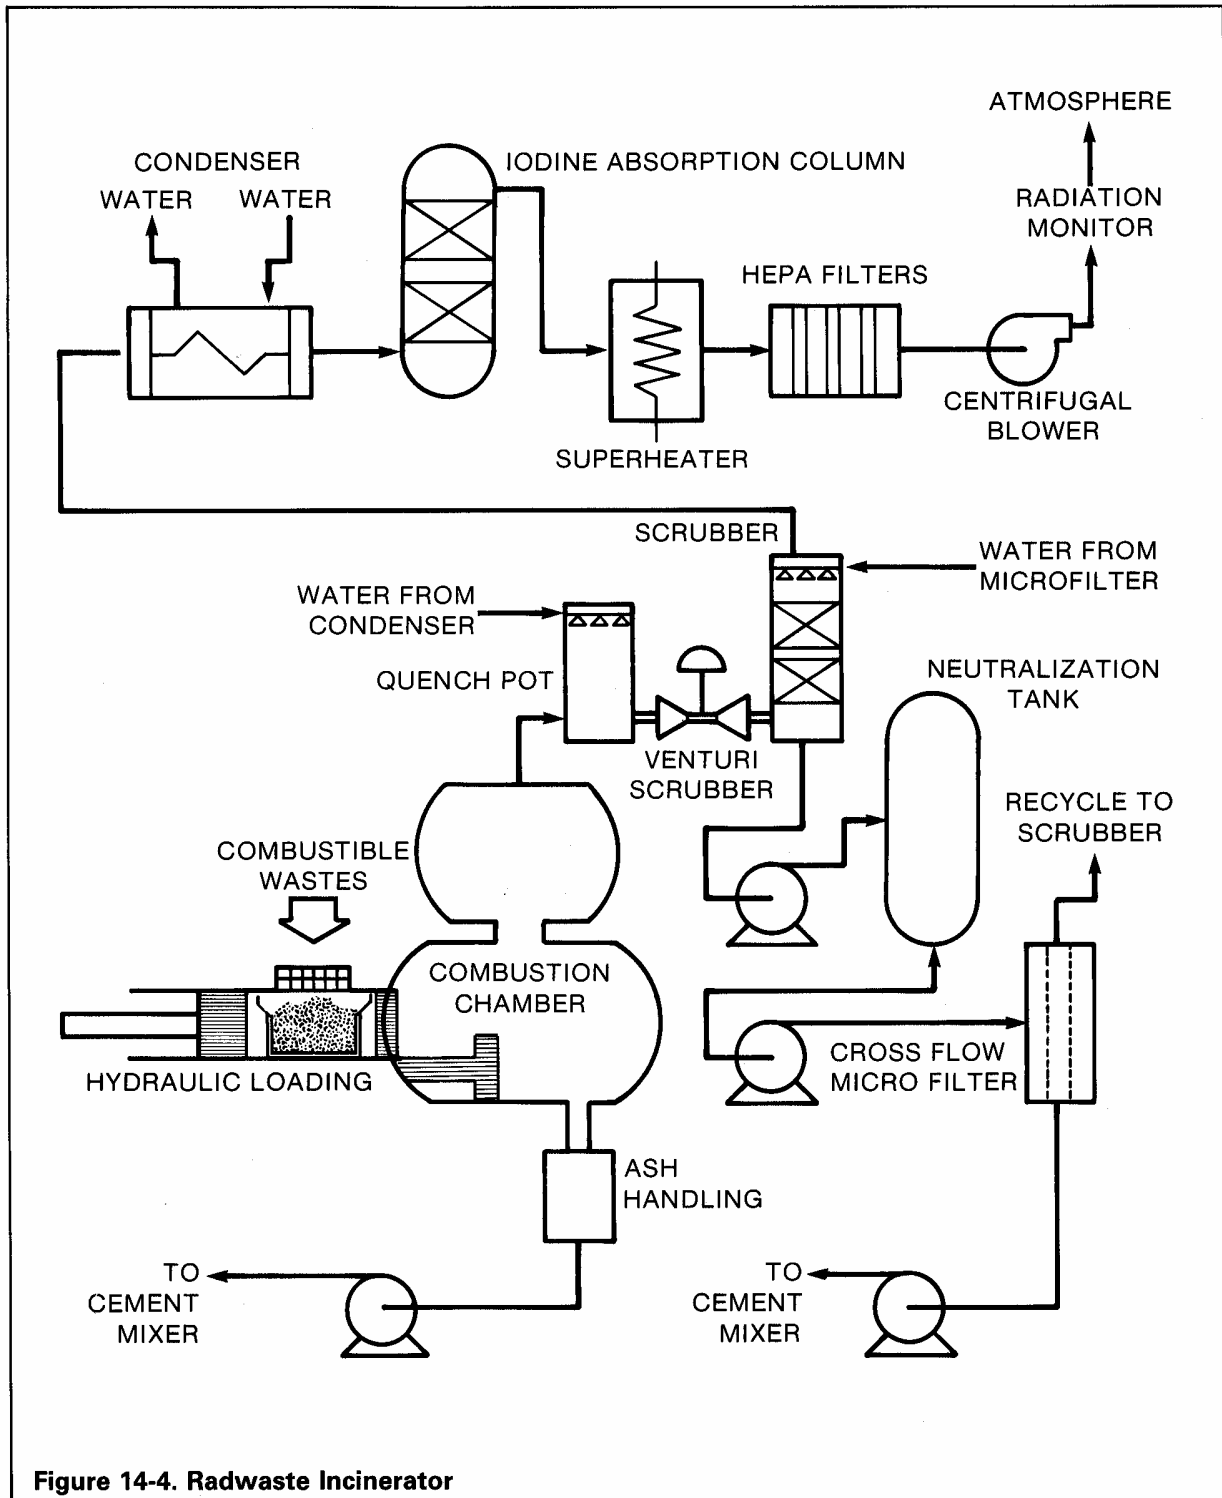 ATMOSPHERE
CONDENSER
WATER WATER
IODINE ABSORPTION COLUMN
RADIATION
MONITOR
HEPA FILTERS
CENTRIFUGAL
BLOWER
SUPERHEATER
SCRUBBER
WATER FROM
MICROFILTER
WATER FROM
CONDENSER
QUENCH POT
NEUTRALIZATION
TANK
VENTURI
SCRUBBER
RECYCLE TO
SCRUBBER
COMBUSTIBLE
WASTES
COMBUSTION
CHAMBER
HYDRAULIC LOADING
CROSS FLOW
MICRO FILTER
ASH
HANDLING
TO
CEMENT
MIXER
TO
CEMENT
MIXER
Figure 14-4. Radwaste Incinerator